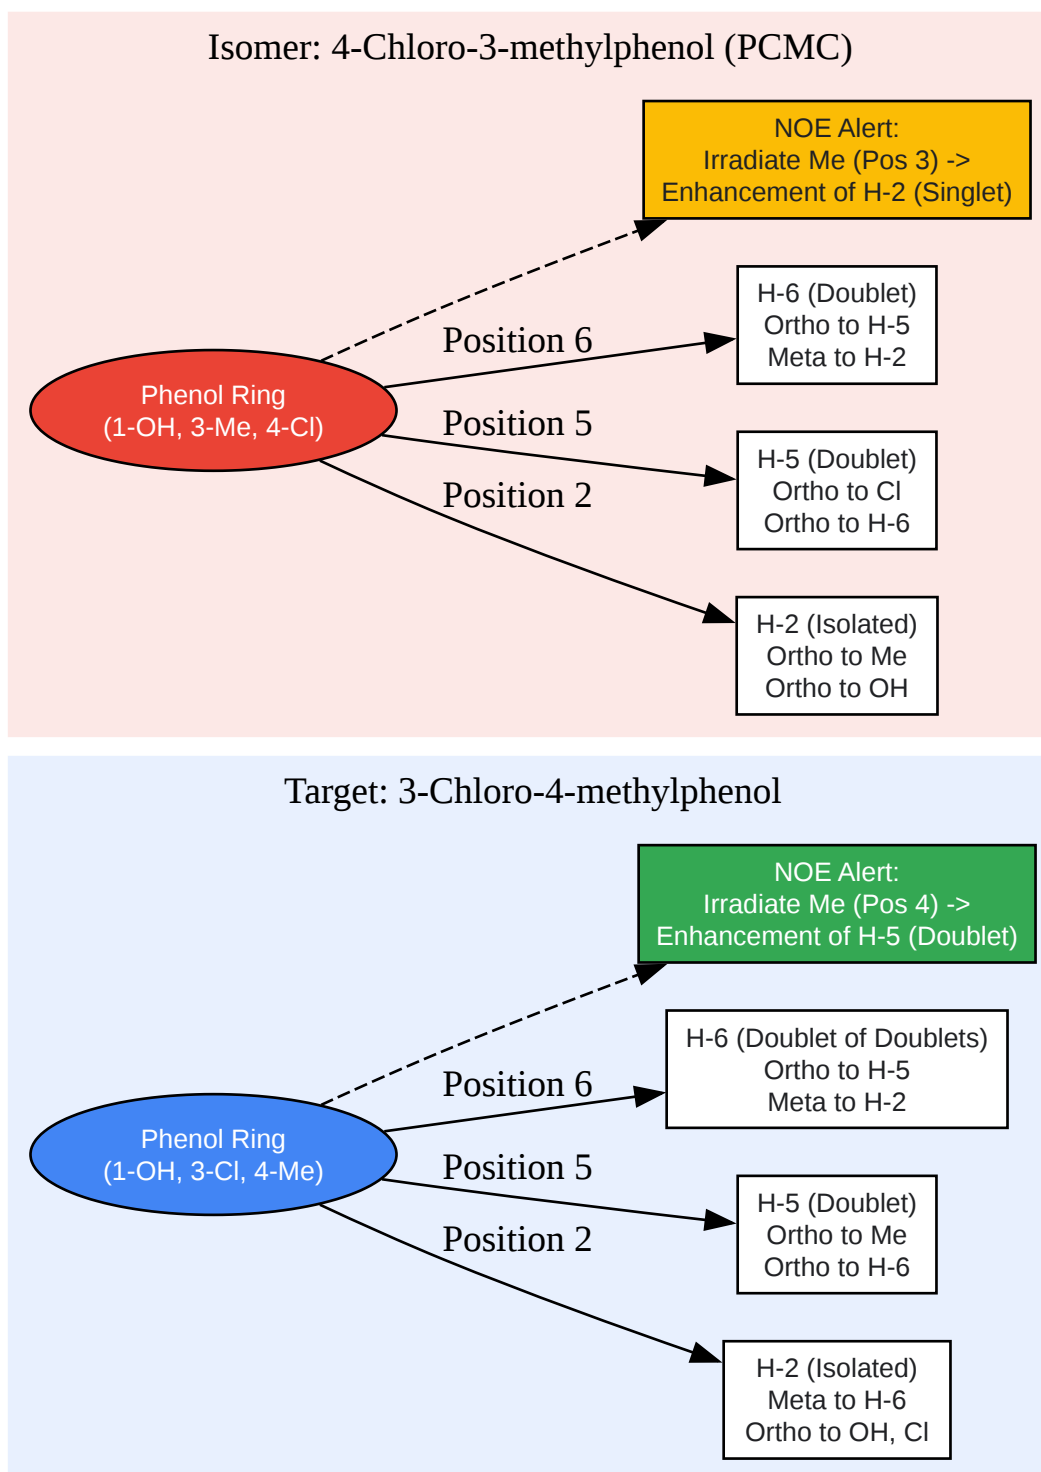 Isomer: 4-Chloro-3-methylphenol (PCMC)
NOE Alert:
Irradiate Me (Pos 3) ->
Enhancement of H-2 (Singlet)
Phenol Ring
(1-OH, 3-Me, 4-Cl)
Position 6
H-6 (Doublet)
Ortho to H-5
Meta to H-2
Position 5
H-5 (Doublet)
Ortho to Cl
Ortho to H-6
Position 2
H-2 (Isolated)
Ortho to Me
Ortho to OH
Target: 3-Chloro-4-methylphenol
NOE Alert:
Irradiate Me (Pos 4) ->
Enhancement of H-5 (Doublet)
Phenol Ring
(1-OH, 3-Cl, 4-Me)
Position 6
H-6 (Doublet of Doublets)
Ortho to H-5
Meta to H-2
Position 5
H-5 (Doublet)
Ortho to Me
Ortho to H-6
Position 2
H-2 (Isolated)
Meta to H-6
Ortho to OH, Cl